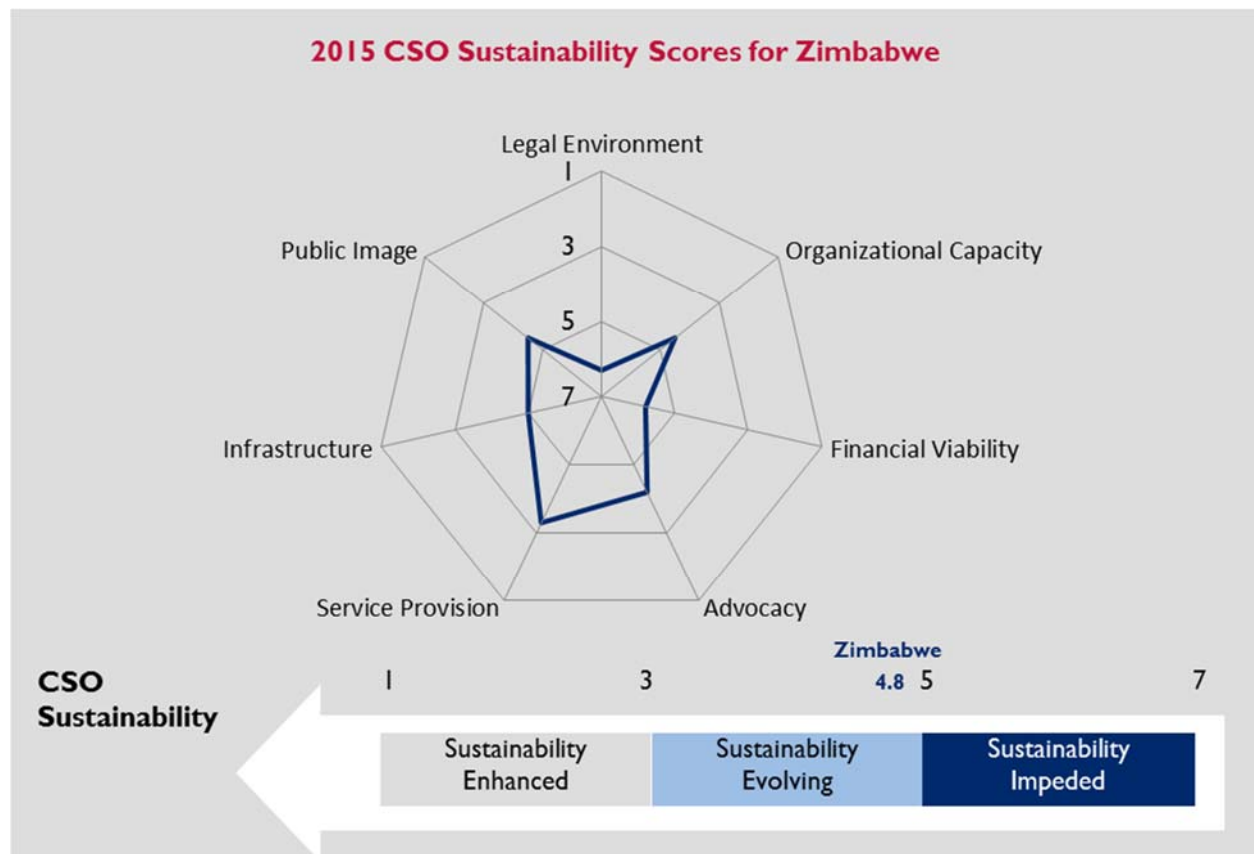 2015 CSO Sustainability Scores for Zimbabwe
Legal Environment
1
Public Image
3
Organizational Capacity
5
7
Infrastructure
Financial Viability
Service Provision
Advocacy
Zimbabwe
CSO
Sustainability
1
3
4.8
5
7
Sustainability
Enhanced
Sustainability
Evolving
Sustainability
Impeded